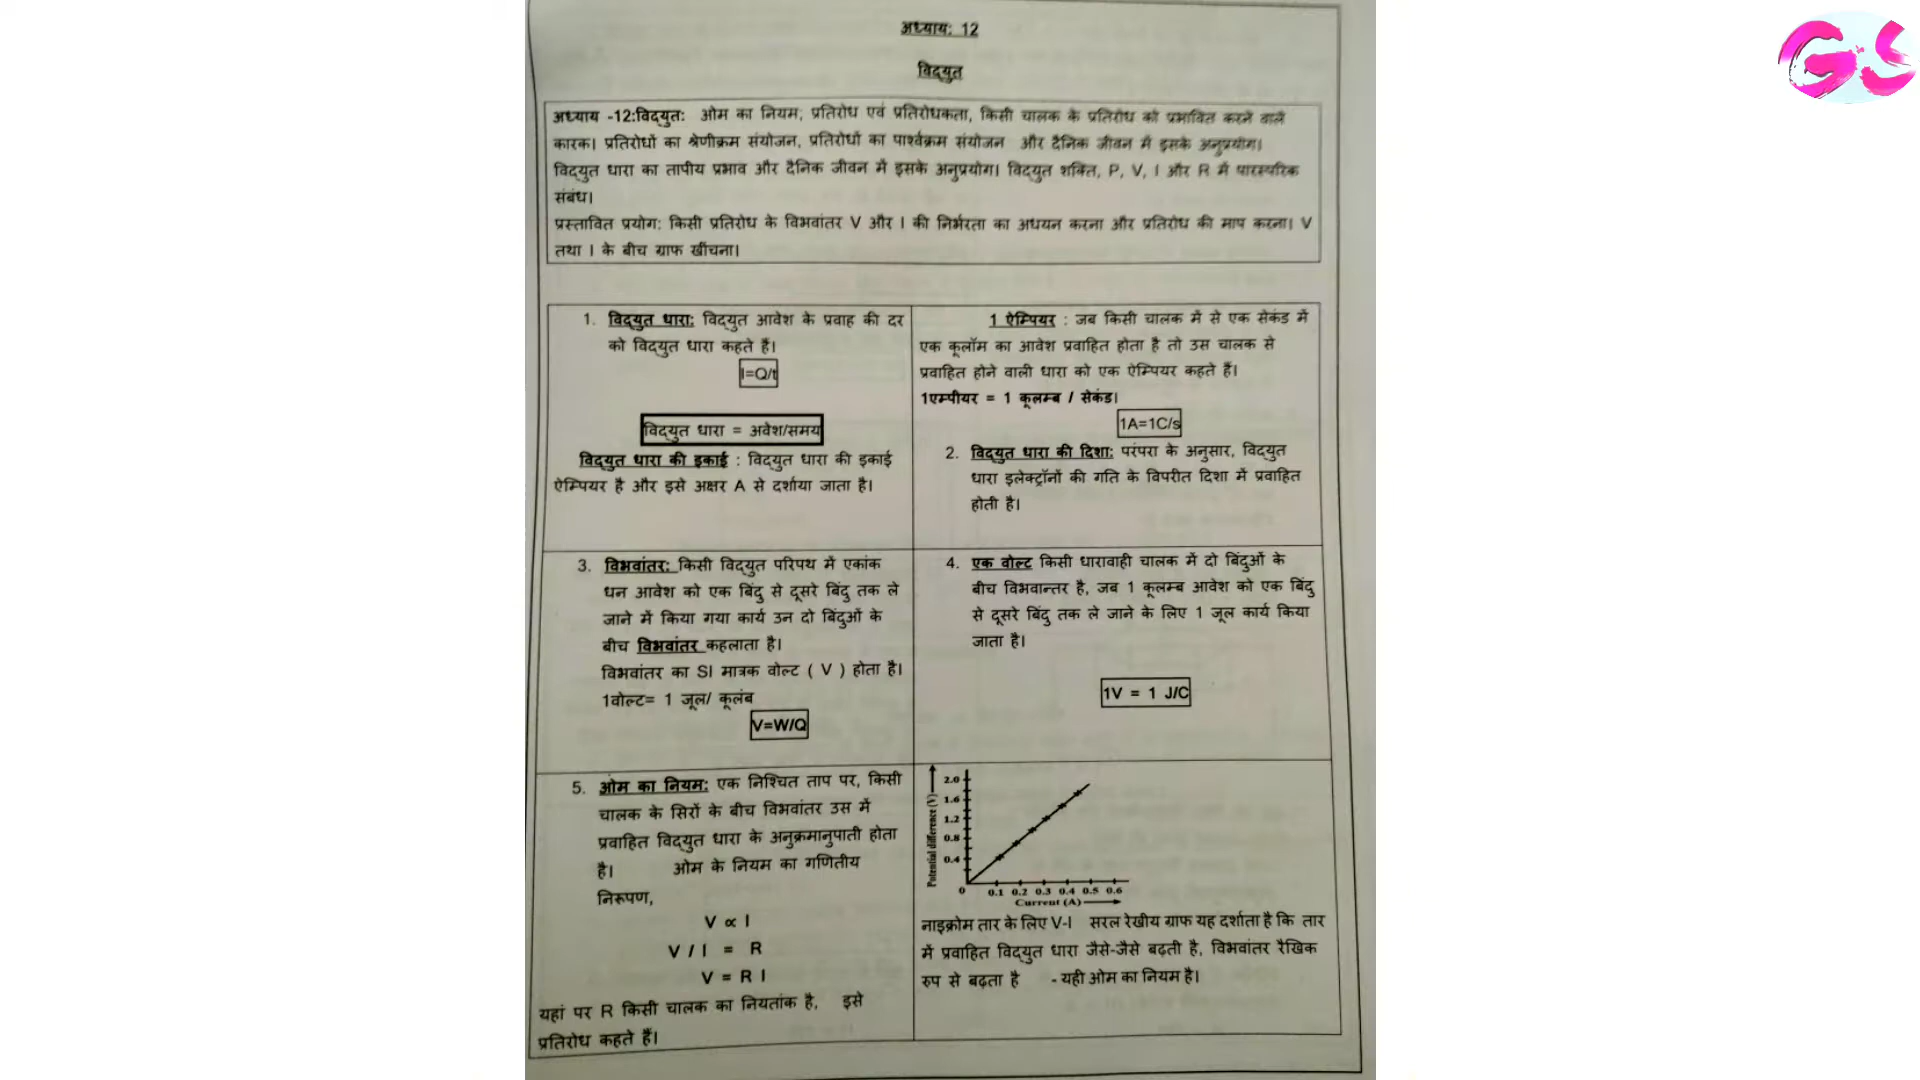 अध्याय: 12
विद्युत
अध्याय -12:विद्युत: ओम का नियम, प्रतिरोध एवं प्रतिरोधकता, किसी चालक के प्रतिरोध को प्रभावित करने वाले
कारक। प्रतिरोधों का श्रेणीक्रम संयोजन, प्रतिरोधों का पार्श्वक्रम संयोजन और दैनिक जीवन में इसके अनुप्रयोग।
विद्युत धारा का तापीय प्रभाव और दैनिक जीवन में इसके अनुप्रयोग। विद्युत शक्ति, P, V, I और R में पारस्परिक
संबंध।
प्रस्तावित प्रयोग: किसी प्रतिरोध के विभवांतर V और I की निर्भरता का अधयन करना और प्रतिरोध की माप करना। V
तथा I के बीच ग्राफ खींचना।
1. विद्युत धारा: विद्युत आवेश के प्रवाह की दर
को विद्युत धारा कहते हैं।
I=Q/t
विद्युत धारा = अवेश/समय
विद्युत धारा की इकाई : विद्युत धारा की इकाई
ऐम्पियर है और इसे अक्षर A से दर्शाया जाता है।
1 ऐम्पियर : जब किसी चालक में से एक सेकंड में
एक कूलॉम का आवेश प्रवाहित होता है तो उस चालक से
प्रवाहित होने वाली धारा को एक ऐम्पियर कहते हैं।
1एम्पीयर = 1 कूलम्ब / सेकंड।
1A=1C/s
2. विद्युत धारा की दिशा: परंपरा के अनुसार, विद्युत
धारा इलेक्ट्रॉनों की गति के विपरीत दिशा में प्रवाहित
होती है।
3. विभवांतर: किसी विद्युत परिपथ में एकांक
धन आवेश को एक बिंदु से दूसरे बिंदु तक ले
जाने में किया गया कार्य उन दो बिंदुओं के
बीच विभवांतर कहलाता है।
विभवांतर का SI मात्रक वोल्ट ( V ) होता है।
1वोल्ट= 1 जूल/ कूलंब
V=W/Q
4. एक वोल्ट किसी धारावाही चालक में दो बिंदुओं के
बीच विभवान्तर है, जब 1 कूलम्ब आवेश को एक बिंदु
से दूसरे बिंदु तक ले जाने के लिए 1 जूल कार्य किया
जाता है।
1V = 1 J/C
5. ओम का नियम: एक निश्चित ताप पर, किसी
चालक के सिरों के बीच विभवांतर उस में
प्रवाहित विद्युत धारा के अनुक्रमानुपाती होता
है। ओम के नियम का गणितीय
निरूपण,
V ∝ I
V / I = R
V = R I
यहां पर R किसी चालक का नियतांक है, इसे
प्रतिरोध कहते हैं।
Potential difference (V)
2.0
1.6
1.2
0.8
0.4
0 0.1 0.2 0.3 0.4 0.5 0.6
Current (A)
नाइक्रोम तार के लिए V-I सरल रेखीय ग्राफ यह दर्शाता है कि तार
में प्रवाहित विद्युत धारा जैसे-जैसे बढ़ती है, विभवांतर रैखिक
रुप से बढ़ता है - यही ओम का नियम है।
GS